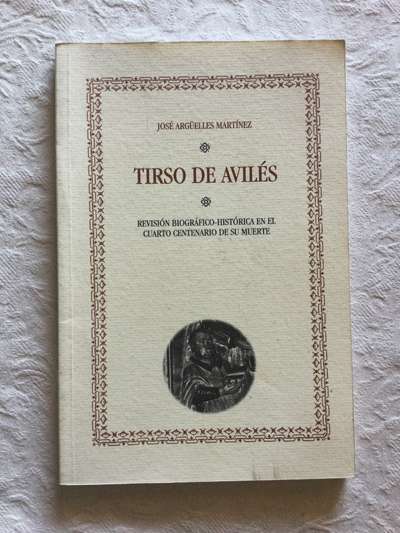 JOSÉ ARGÜELLES MARTÍNEZ
TIRSO DE AVILÉS
REVISIÓN BIOGRÁFICO-HISTÓRICA EN EL
CUARTO CENTENARIO DE SU MUERTE